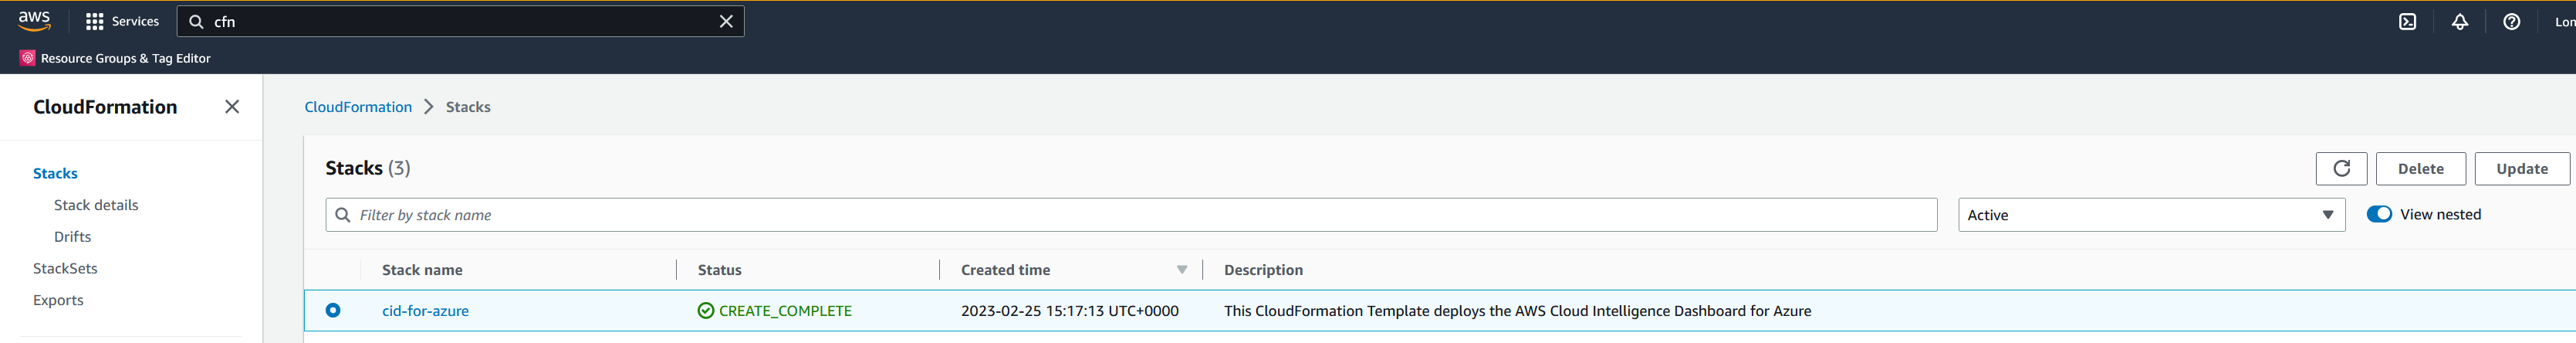 aws Services cfn Lon
Resource Groups & Tag Editor
CloudFormation
CloudFormation Stacks
Stacks (3)
Delete Update
Stacks
Stack details
Drifts
StackSets
Exports
Filter by stack name Active View nested
Stack name Status Created time Description
cid-for-azure CREATE_COMPLETE 2023-02-25 15:17:13 UTC+0000 This CloudFormation Template deploys the AWS Cloud Intelligence Dashboard for Azure